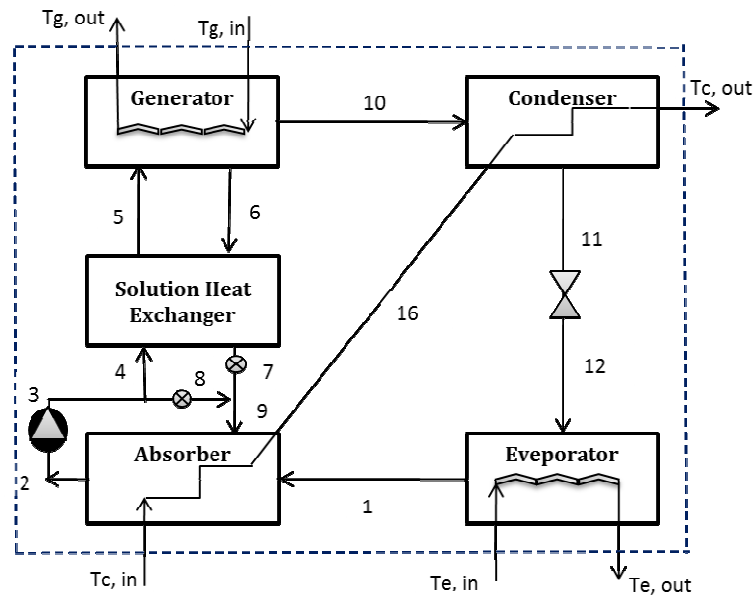 Tg, out
Tg, in
Generator
10
Condenser
Tc, out
5
6
11
Solution IIeat
Exchanger
16
4
7
8
3
12
9
Absorber
Eveporator
2
1
Tc, in
Te, in
Te, out